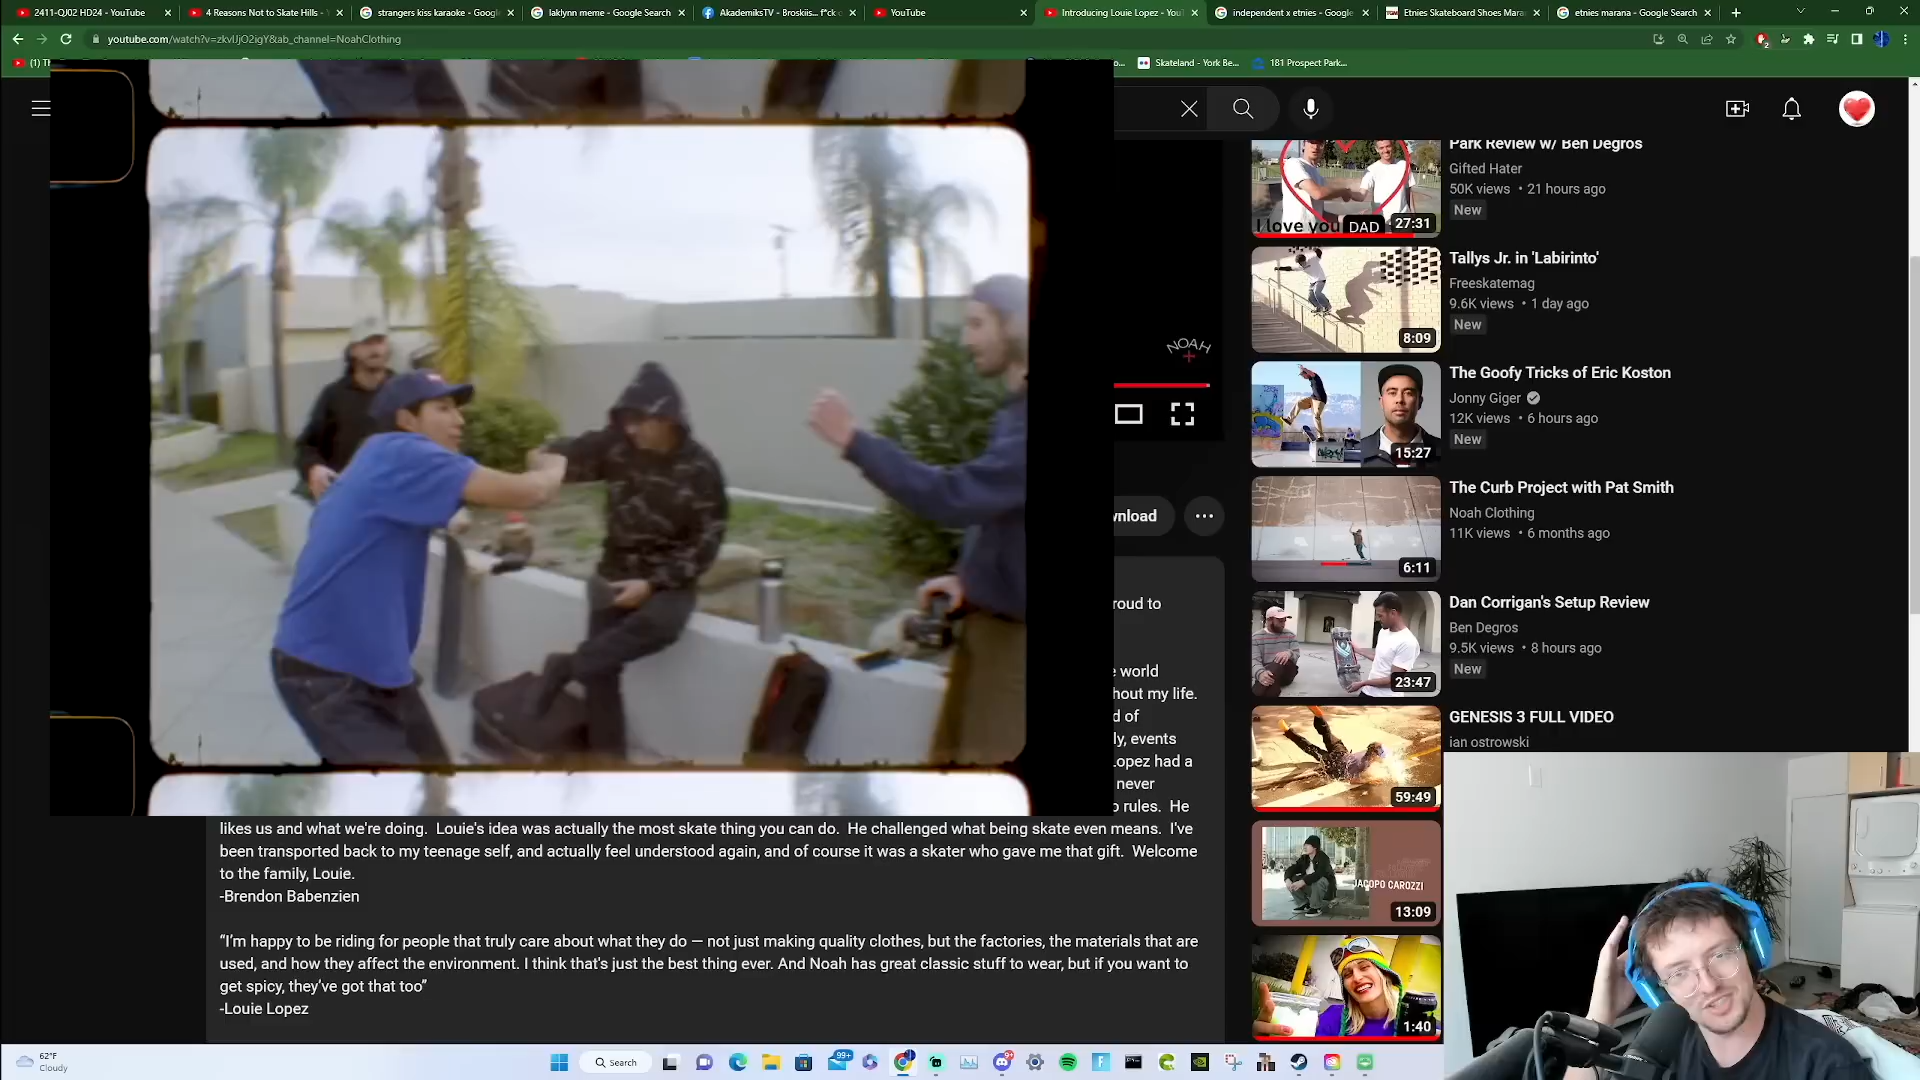 2411-QJ02 HD24 - YouTube
4 Reasons Not to Skate Hills -
strangers kiss karaoke - Google
laklynn meme - Google Search
AkademiksTV - Broskiis... f*ck
YouTube
Introducing Louie Lopez - YouT
independent x etnies - Google
Etnies Skateboard Shoes Mara
etnies marana - Google Search
youtube.com/watch?v=zkvlJjO2igY&ab_channel=NoahClothing
Skateland - York Be...
181 Prospect Park...
NOAH
wnload
roud to
e world
hout my life.
d of
ly, events
Lopez had a
never
o rules. He
likes us and what we're doing. Louie's idea was actually the most skate thing you can do. He challenged what being skate even means. I've
been transported back to my teenage self, and actually feel understood again, and of course it was a skater who gave me that gift. Welcome
to the family, Louie.
-Brendon Babenzien
“I'm happy to be riding for people that truly care about what they do — not just making quality clothes, but the factories, the materials that are
used, and how they affect the environment. I think that's just the best thing ever. And Noah has great classic stuff to wear, but if you want to
get spicy, they've got that too”
-Louie Lopez
Park Review w/ Ben Degros
Gifted Hater
50K views • 21 hours ago
New
I love you DAD
27:31
Tallys Jr. in 'Labirinto'
Freeskatemag
9.6K views • 1 day ago
New
8:09
The Goofy Tricks of Eric Koston
Jonny Giger
12K views • 6 hours ago
New
15:27
The Curb Project with Pat Smith
Noah Clothing
11K views • 6 months ago
6:11
Dan Corrigan's Setup Review
Ben Degros
9.5K views • 8 hours ago
New
23:47
GENESIS 3 FULL VIDEO
ian ostrowski
59:49
JACOPO CAROZZI
13:09
1:40
62°F
Cloudy
Search
99+